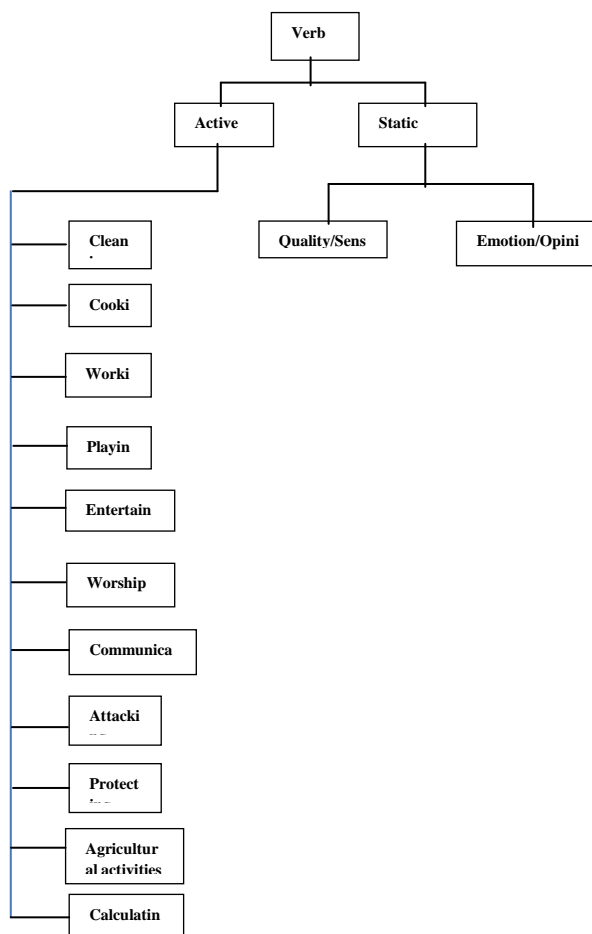 Verb
Active
Static
Quality/Sens
Emotion/Opini
Clean
Cooki
Worki
Playin
Entertain
Worship
Communica
Attacki
Protect
Agricultur
al activities
Calculatin